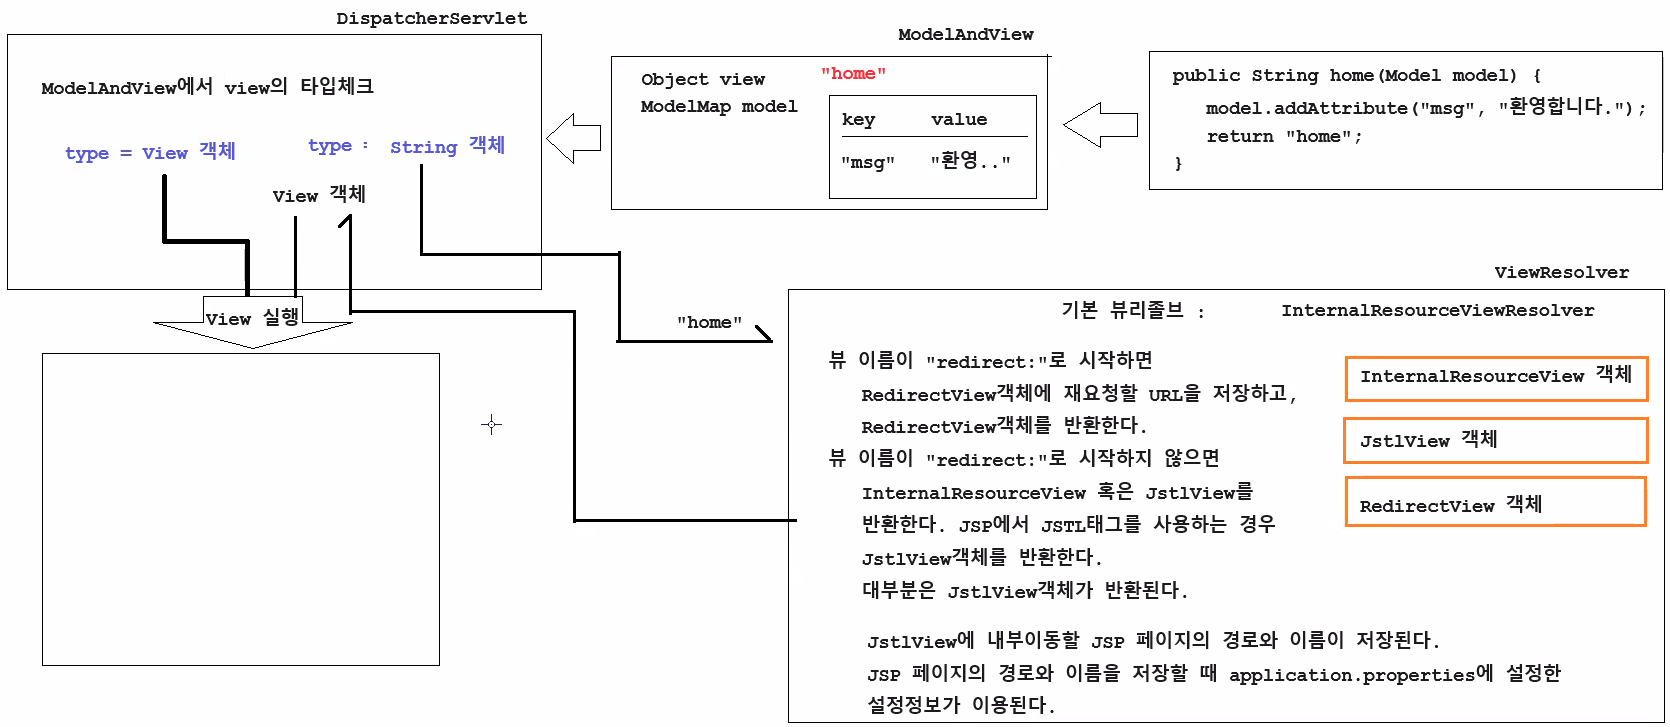 DispatcherServlet
ModelAndView에서 view의 타입체크
type = View 객체
type : String 객체
View 객체
View 실행
ModelAndView
Object view "home"
ModelMap model
key value
"msg" "환영.."
public String home(Model model) {
model.addAttribute("msg", "환영합니다.");
return "home";
}
"home"
ViewResolver
기본 뷰리졸브 : InternalResourceViewResolver
뷰 이름이 "redirect:"로 시작하면
RedirectView객체에 재요청할 URL을 저장하고,
RedirectView객체를 반환한다.
뷰 이름이 "redirect:"로 시작하지 않으면
InternalResourceView 혹은 JstlView를
반환한다. JSP에서 JSTL태그를 사용하는 경우
JstlView객체를 반환한다.
대부분은 JstlView객체가 반환된다.
JstlView에 내부이동할 JSP 페이지의 경로와 이름이 저장된다.
JSP 페이지의 경로와 이름을 저장할 때 application.properties에 설정한
설정정보가 이용된다.
InternalResourceView 객체
JstlView 객체
RedirectView 객체